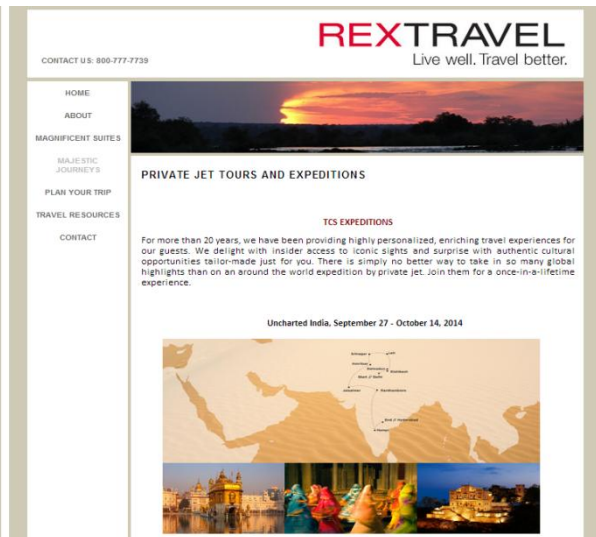 REXTRAVEL
Live well. Travel better.
CONTACT US: 800-777-7739
HOME
ABOUT
MAGNIFICENT SUITES
MAJESTIC
JOURNEYS
PLAN YOUR TRIP
TRAVEL RESOURCES
CONTACT
PRIVATE JET TOURS AND EXPEDITIONS
TCS EXPEDITIONS
For more than 20 years, we have been providing highly personalized, enriching travel experiences for
our guests. We delight with insider access to iconic sights and surprise with authentic cultural
opportunities tailor-made just for you. There is simply no better way to take in so many global
highlights than on an around the world expedition by private jet. Join them for a once-in-a-lifetime
experience.
Uncharted India, September 27 - October 14, 2014